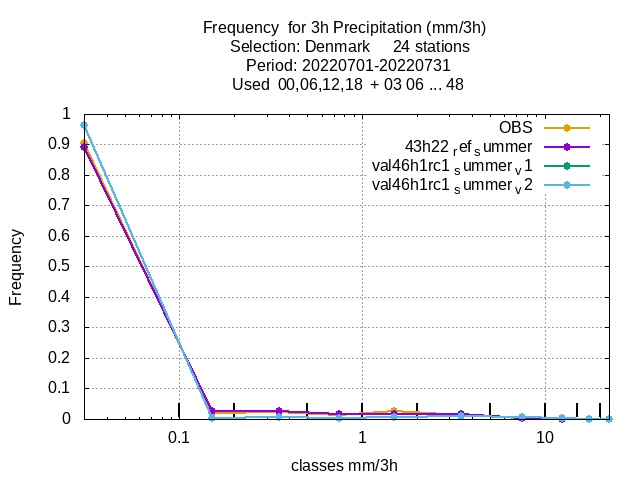 Frequency  for 3h Precipitation (mm/3h)
Selection: Denmark     24 stations
Period: 20220701-20220731
Used  00,06,12,18  + 03 06 ... 48
OBS
43h22 ref summer
val46h1rc1 summer v1
val46h1rc1 summer v2
Frequency
1
0.9
0.8
0.7
0.6
0.5
0.4
0.3
0.2
0.1
0
0.1 1 10
classes mm/3h